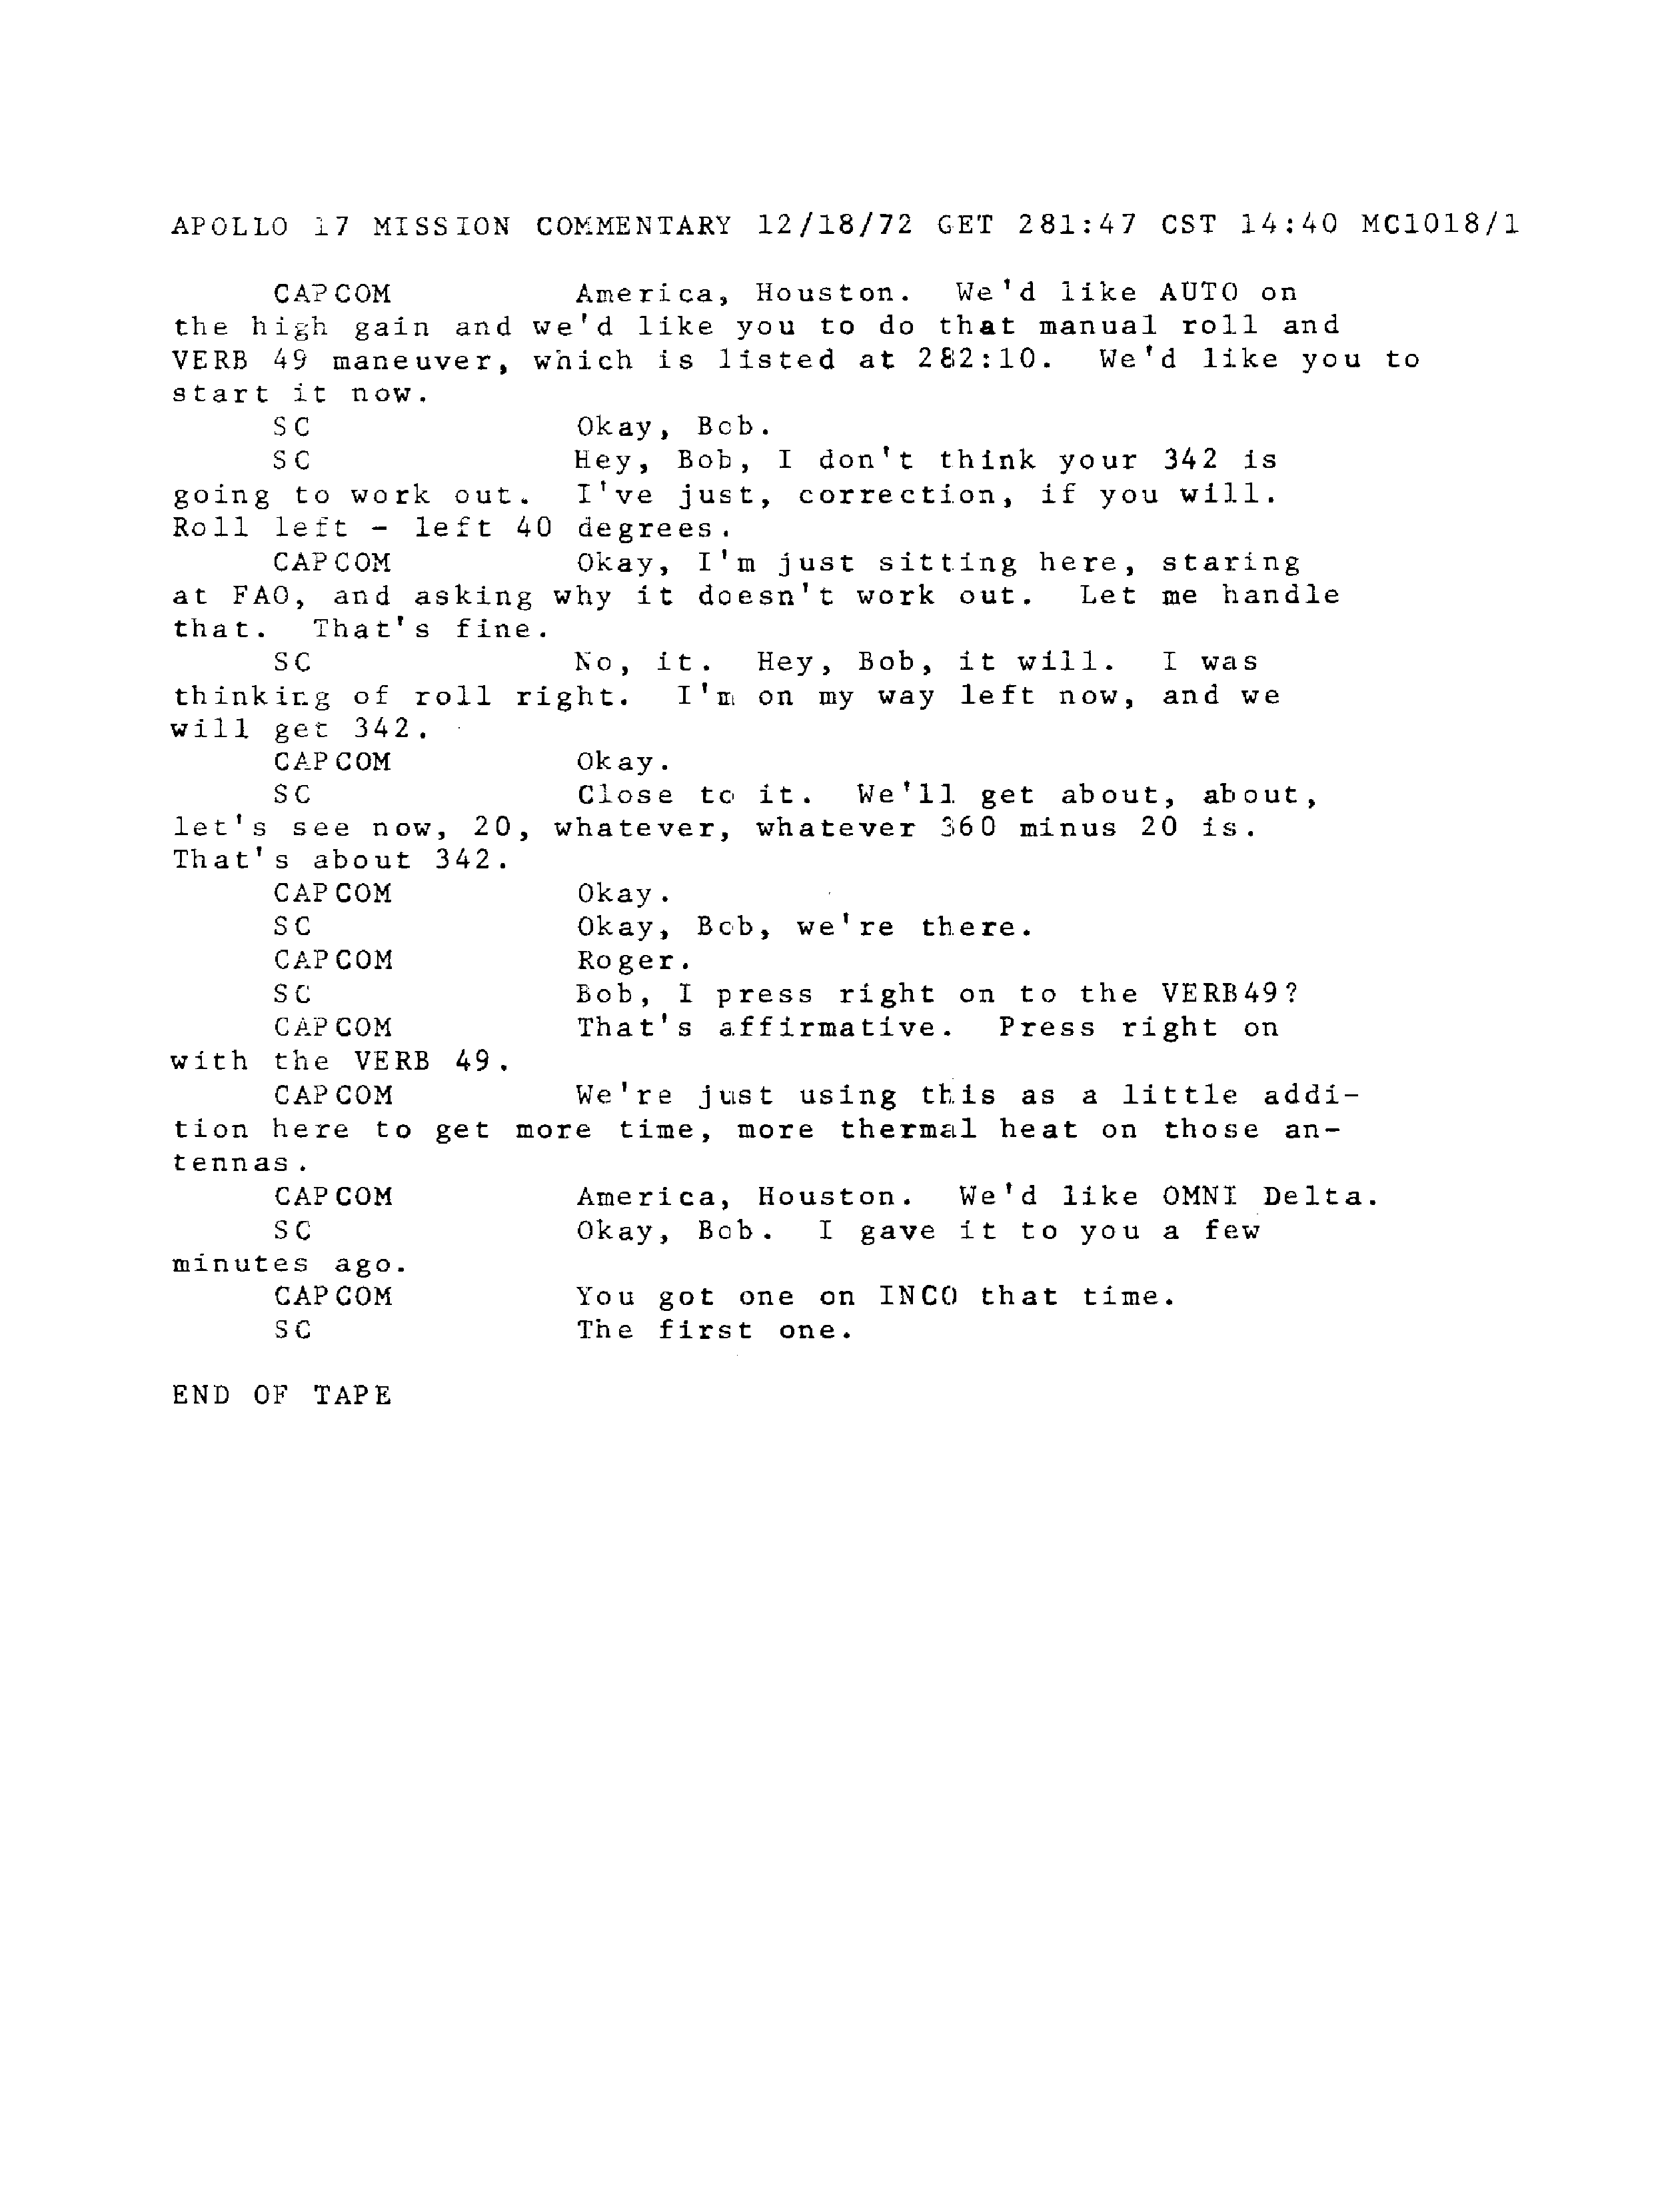 APOLLO 17 MISSION COMMENTARY 12/18/72 GET 281:47 CST 14:40 MC1018/1
CAPCOM America, Houston. We'd like AUTO on
the high gain and we'd like you to do that manual roll and
VERB 49 maneuver, which is listed at 282:10. We'd like you to
start it now.
SC Okay, Bob.
SC Hey, Bob, I don't think your 342 is
going to work out. I've just, correction, if you will.
Roll left - left 40 degrees.
CAPCOM Okay, I'm just sitting here, staring
at FAO, and asking why it doesn't work out. Let me handle
that. That's fine.
SC No, it. Hey, Bob, it will. I was
thinking of roll right. I'm on my way left now, and we
will get 342.
CAPCOM Okay.
SC Close to it. We'll get about, about,
let's see now, 20, whatever, whatever 360 minus 20 is.
That's about 342.
CAPCOM Okay.
SC Okay, Bob, we're there.
CAPCOM Roger.
SC Bob, I press right on to the VERB49?
CAPCOM That's affirmative. Press right on
with the VERB 49.
CAPCOM We're just using this as a little addi-
tion here to get more time, more thermal heat on those an-
tennas.
CAPCOM America, Houston. We'd like OMNI Delta.
SC Okay, Bob. I gave it to you a few
minutes ago.
CAPCOM You got one on INCO that time.
SC The first one.
END OF TAPE